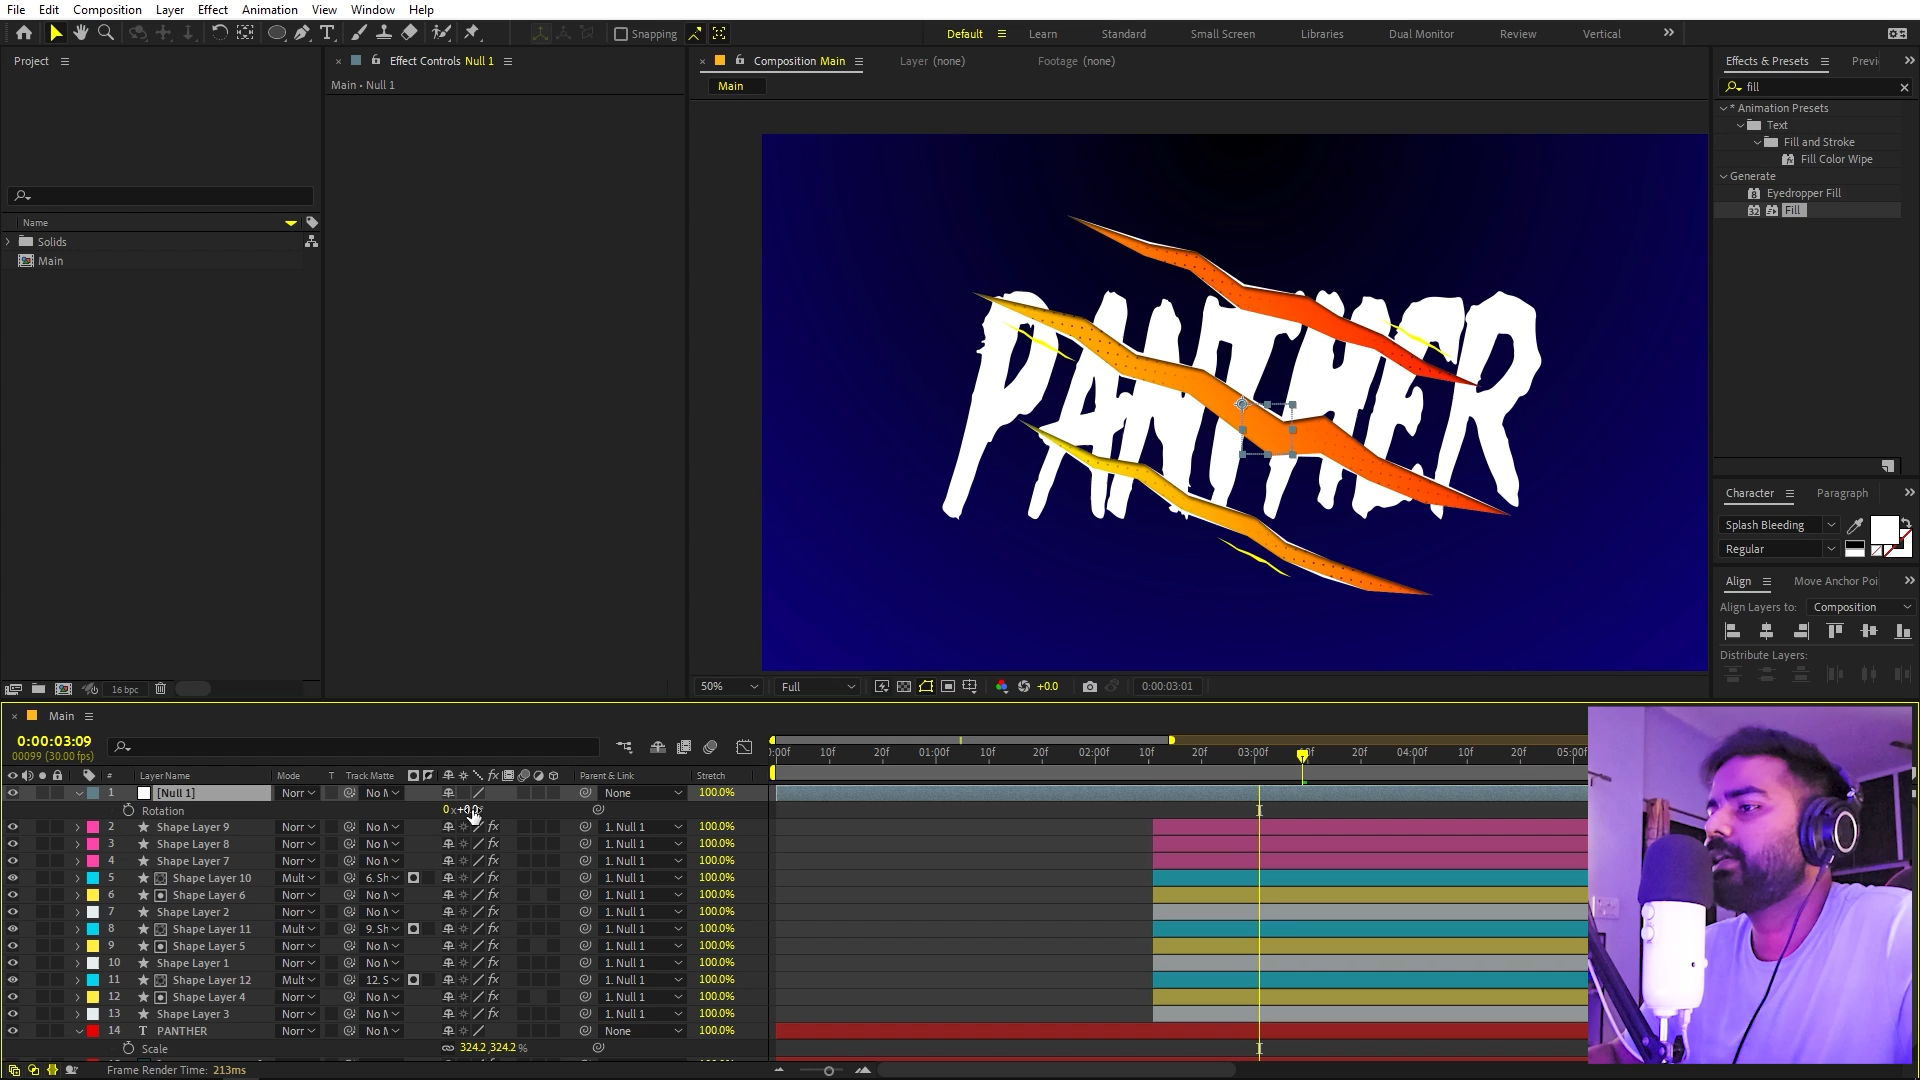 File Edit Composition Layer Effect Animation View Window Help
Snapping
Default Learn Standard Small Screen Libraries Dual Monitor Review Vertical
Project
Name
Solids
Main
16 bpc
Effect Controls Null 1
Main • Null 1
Composition Main
Layer (none)
Footage (none)
Main
PANTHER
50% Full +0.0 0:00:03:01
Effects & Presets Previ
fill
* Animation Presets
Text
Fill and Stroke
Fill Color Wipe
Generate
Eyedropper Fill
Fill
Character Paragraph
Splash Bleeding
Regular
Align Move Anchor Poi
Align Layers to: Composition
Distribute Layers:
Main
0:00:03:09
00099 (30.00 fps)
):00f 10f 20f 01:00f 10f 20f 02:00f 10f 20f 03:00f 20f 04:00f 10f 20f 05:00f
# Layer Name Mode T Track Matte Parent & Link Stretch
1 [Null 1] Norr No M None 100.0%
Rotation 0 x
2 Shape Layer 9 Norr No M 1. Null 1 100.0%
3 Shape Layer 8 Norr No M 1. Null 1 100.0%
4 Shape Layer 7 Norr No M 1. Null 1 100.0%
5 Shape Layer 10 Mult 6. Sh 1. Null 1 100.0%
6 Shape Layer 6 Norr No M 1. Null 1 100.0%
7 Shape Layer 2 Norr No M 1. Null 1 100.0%
8 Shape Layer 11 Mult 9. Sh 1. Null 1 100.0%
9 Shape Layer 5 Norr No M 1. Null 1 100.0%
10 Shape Layer 1 Norr No M 1. Null 1 100.0%
11 Shape Layer 12 Mult 12. S 1. Null 1 100.0%
12 Shape Layer 4 Norr No M 1. Null 1 100.0%
13 Shape Layer 3 Norr No M 1. Null 1 100.0%
14 T PANTHER Norr No M None 100.0%
Scale 324.2,324.2 %
Frame Render Time: 213ms